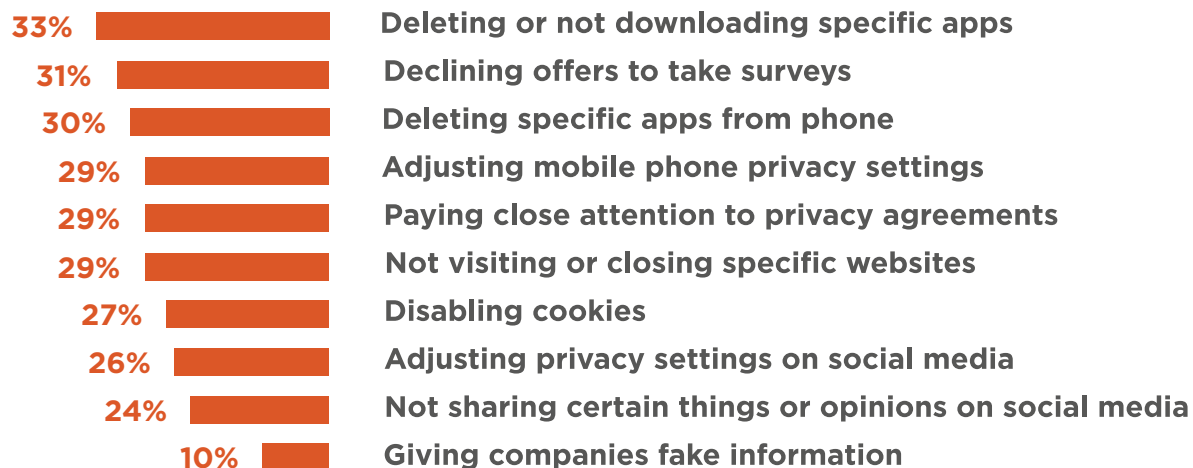 33% Deleting or not downloading specific apps
31% Declining offers to take surveys
30% Deleting specific apps from phone
29% Adjusting mobile phone privacy settings
29% Paying close attention to privacy agreements
29% Not visiting or closing specific websites
27% Disabling cookies
26% Adjusting privacy settings on social media
24% Not sharing certain things or opinions on social media
10% Giving companies fake information